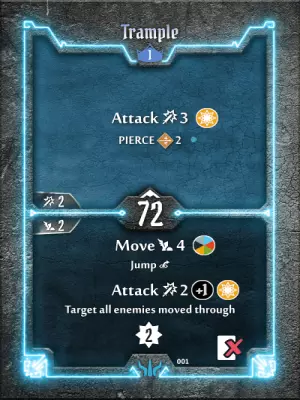 Trample
1
Attack 3
PIERCE 2
2
72
2
Move 4
Jump
Attack 2 +1
Target all enemies moved through
2
001